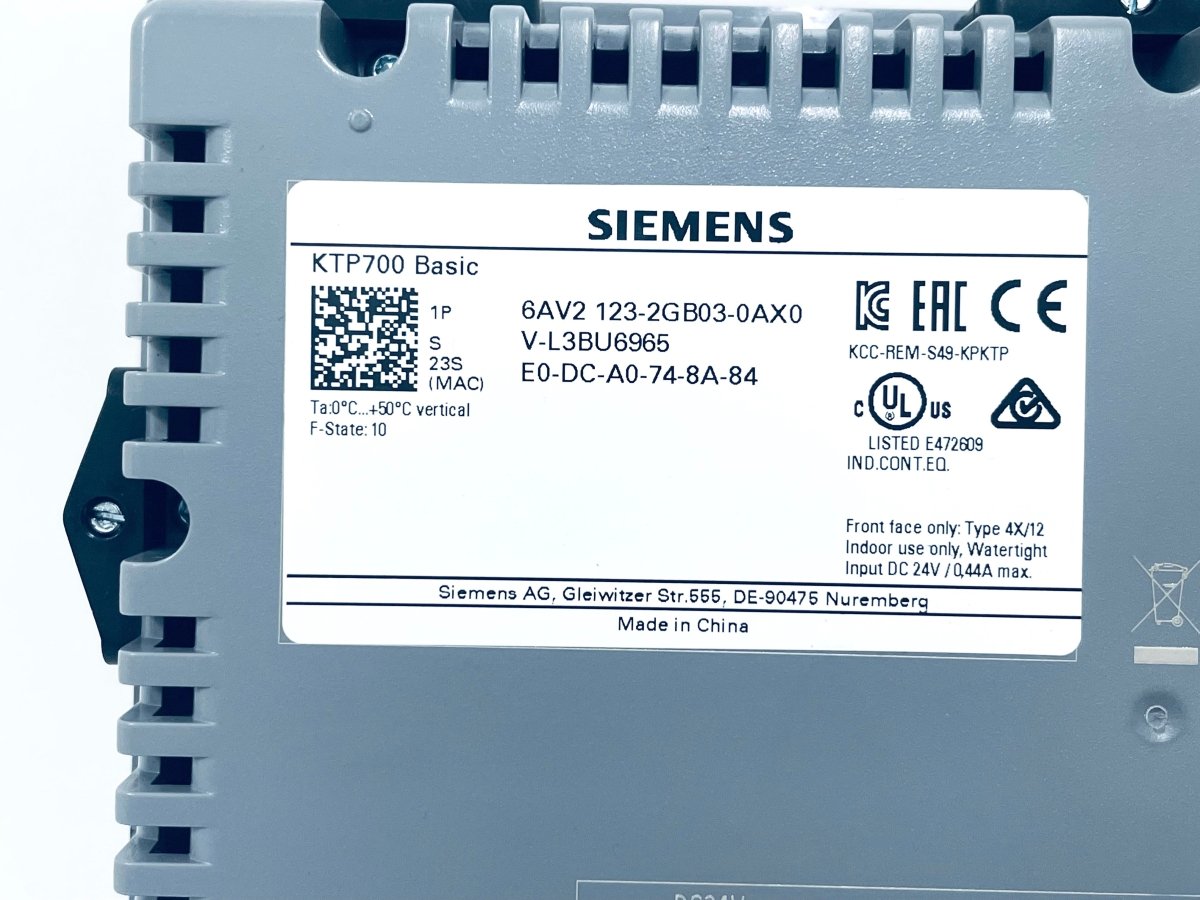 SIEMENS
KTP700 Basic
1P 6AV2 123-2GB03-0AX0
S V-L3BU6965
23S E0-DC-A0-74-8A-84
(MAC)
Ta:0°C...+50°C vertical
F-State: 10
EAC CE
KCC-REM-S49-KPKTP
C UL ® US
LISTED E472609
IND.CONT.EQ.
Front face only: Type 4X/12
Indoor use only, Watertight
Input DC 24V / 0,44A max.
Siemens AG, Gleiwitzer Str.555, DE-90475 Nuremberg
Made in China
DC24V